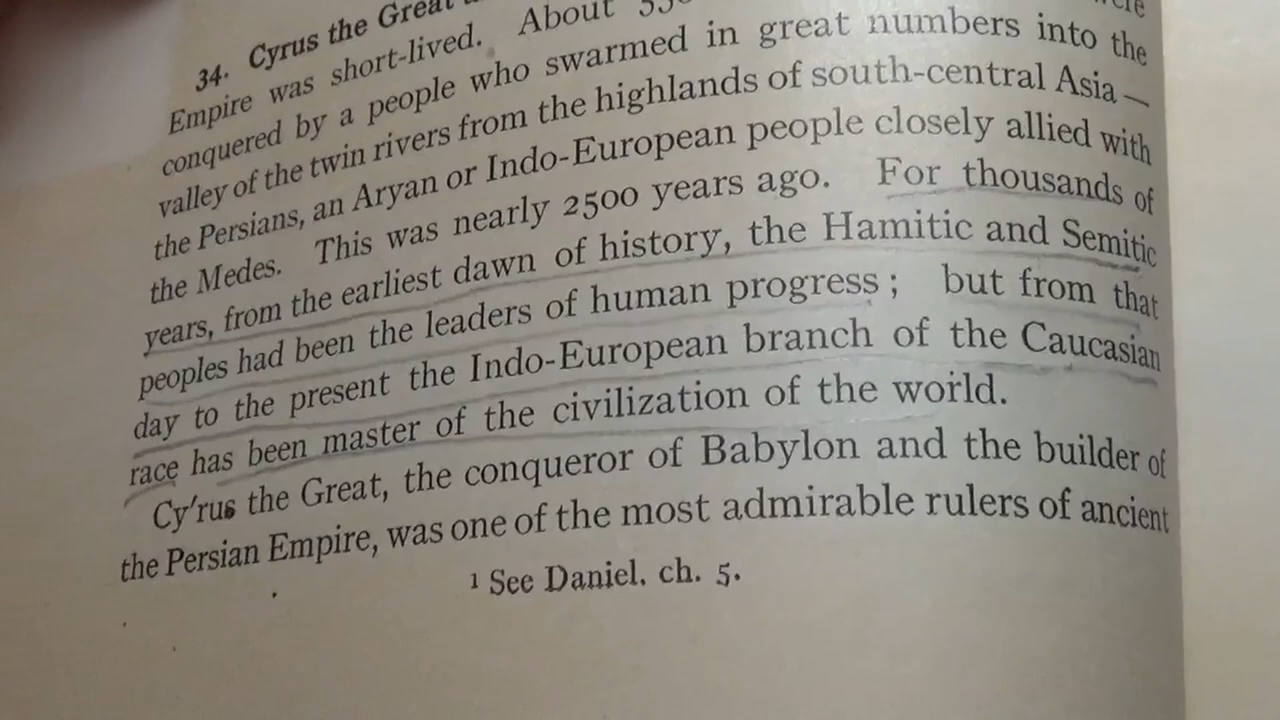 34. Cyrus the Great
Empire was short-lived. About
conquered by a people who swarmed in great numbers into the
valley of the twin rivers from the highlands of south-central Asia —
the Persians, an Aryan or Indo-European people closely allied with
the Medes. This was nearly 2500 years ago. For thousands of
years, from the earliest dawn of history, the Hamitic and Semitic
peoples had been the leaders of human progress; but from that
day to the present the Indo-European branch of the Caucasian
race has been master of the civilization of the world.
Cy′rus the Great, the conqueror of Babylon and the builder of
the Persian Empire, was one of the most admirable rulers of ancient
1 See Daniel, ch. 5.